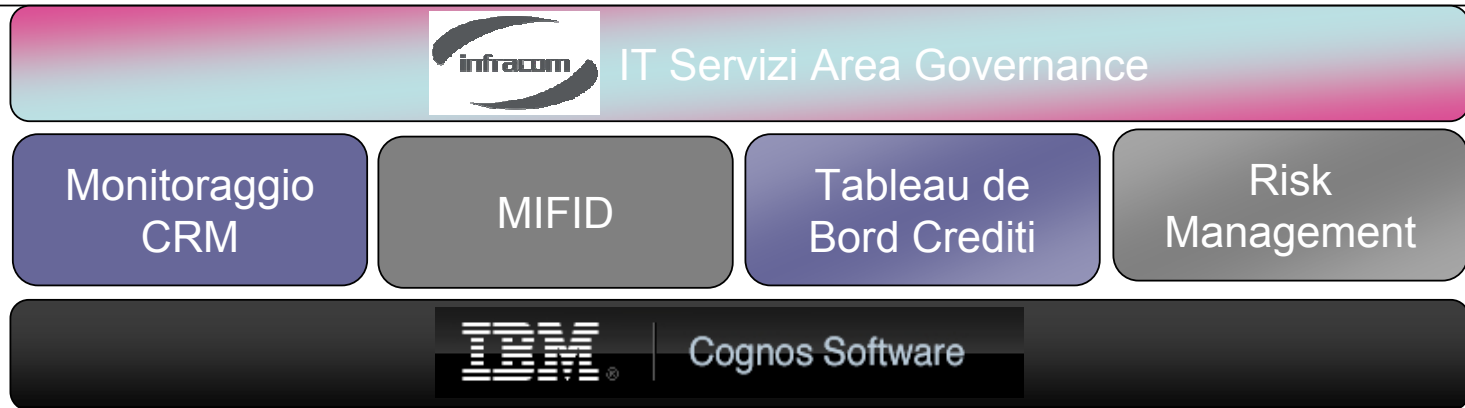 infracom IT Servizi Area Governance
Monitoraggio
CRM
MIFID
Tableau de
Bord Crediti
Risk
Management
IBM® Cognos Software